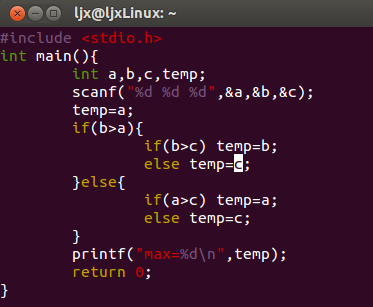 ljx@ljxLinux: ~
#include <stdio.h>
int main(){
        int a,b,c,temp;
        scanf("%d %d %d",&a,&b,&c);
        temp=a;
        if(b>a){
                if(b>c) temp=b;
                else temp=c;
        }else{
                if(a>c) temp=a;
                else temp=c;
        }
        printf("max=%d\n",temp);
        return 0;
}